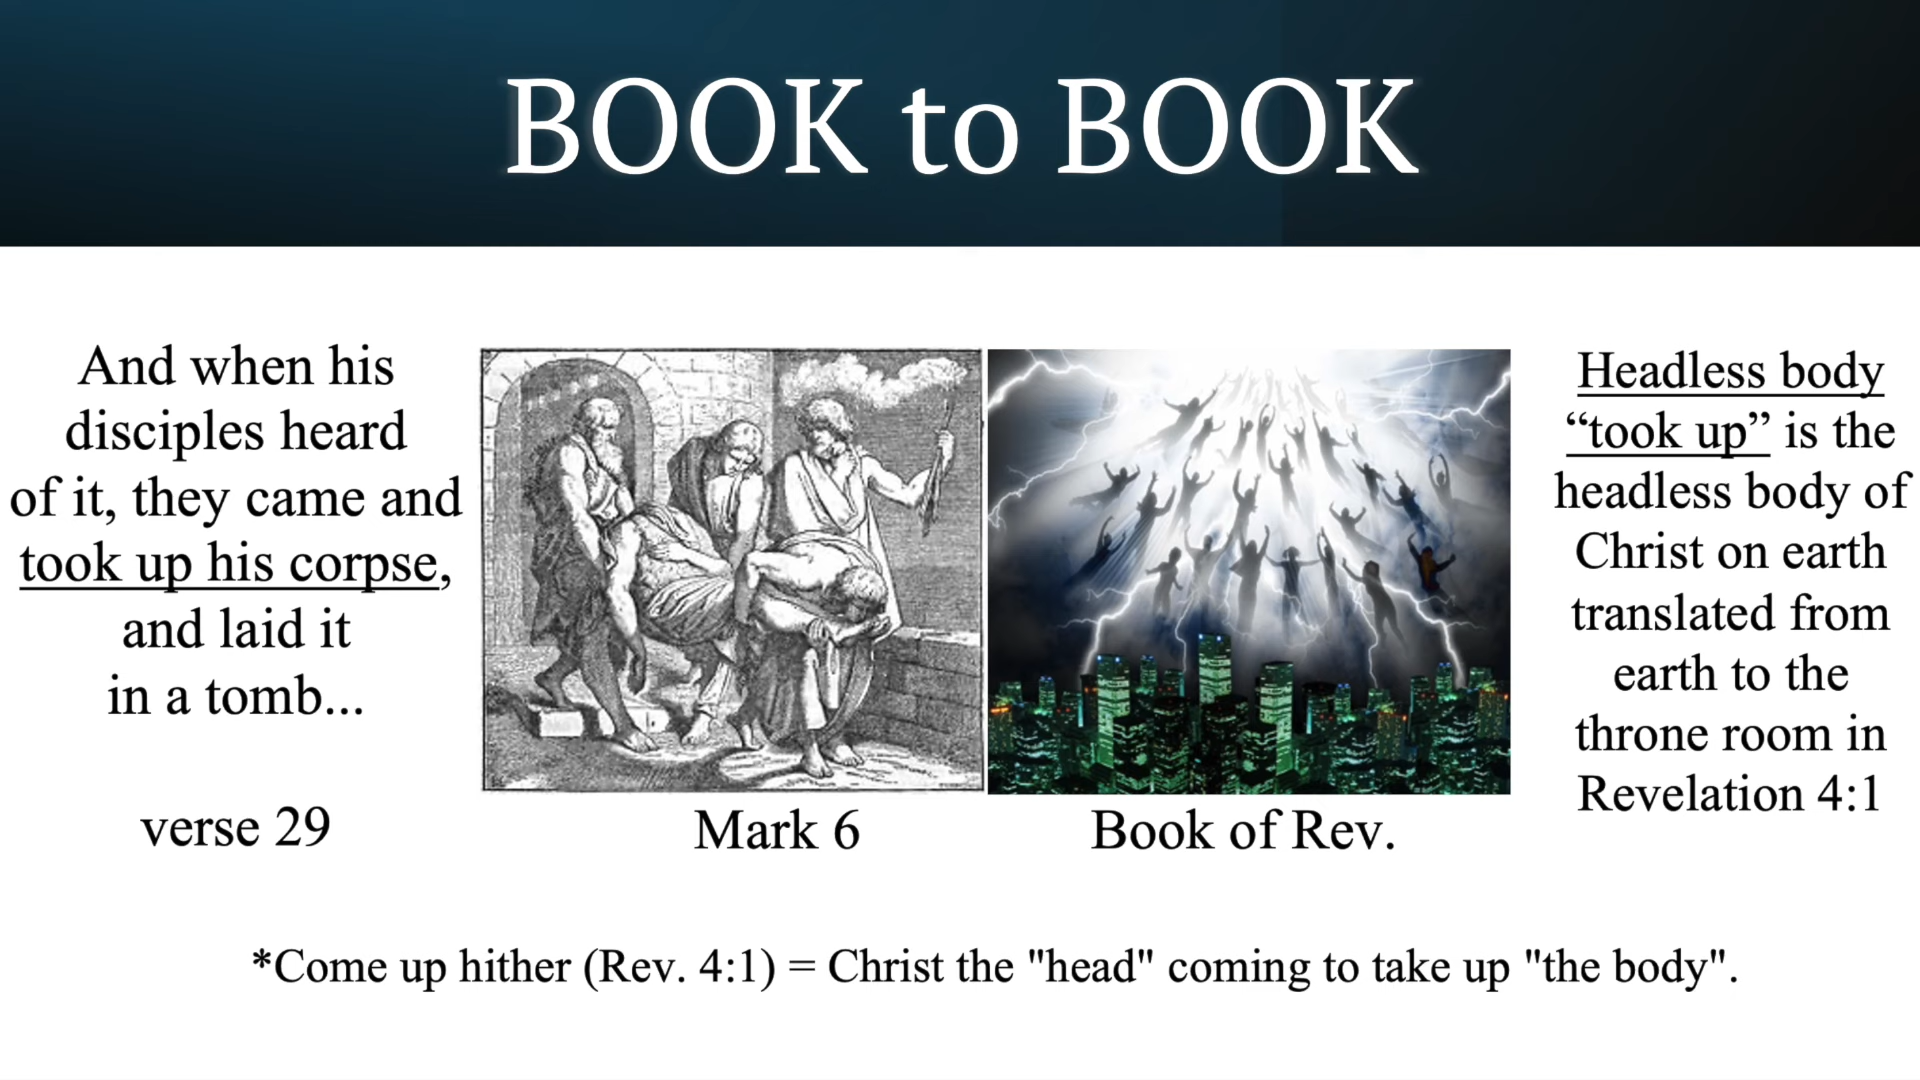 BOOK to BOOK
And when his
disciples heard
of it, they came and
took up his corpse,
and laid it
in a tomb...
verse 29
Mark 6
Book of Rev.
Headless body
“took up” is the
headless body of
Christ on earth
translated from
earth to the
throne room in
Revelation 4:1
*Come up hither (Rev. 4:1) = Christ the "head" coming to take up "the body".